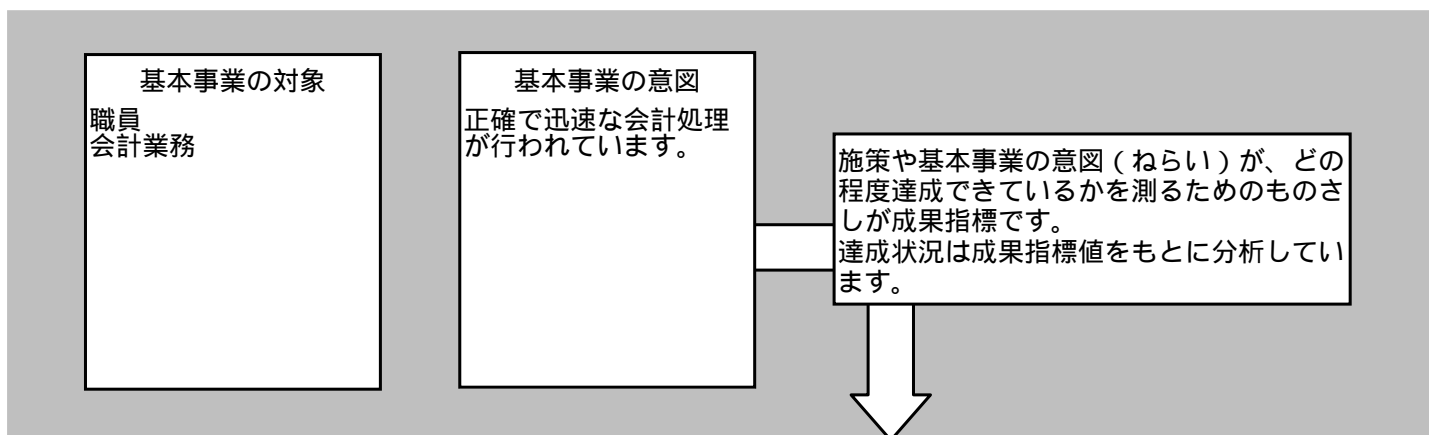 基本事業の対象
職員
会計業務
基本事業の意図
正確で迅速な会計処理
が行われています。
施策や基本事業の意図（ねらい）が、どの
程度達成できているかを測るためのものさ
しが成果指標です。
達成状況は成果指標値をもとに分析してい
ます。